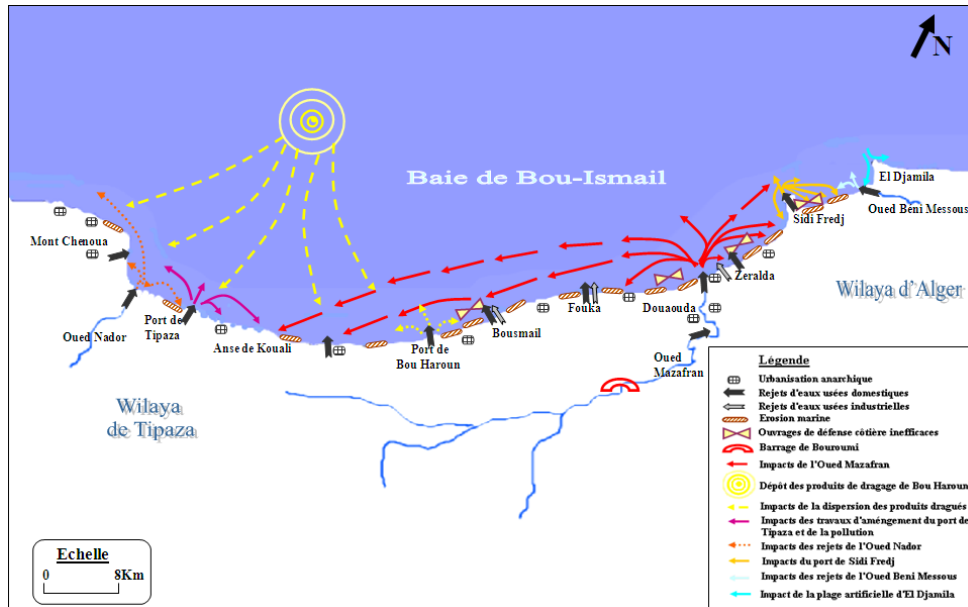 N
Baie de Bou-Ismail
El Djamila
Oued Beni Messous
Sidi Fredj
Mont Chenoua
Zeralda
Wilaya d'Alger
Oued Nador
Port de
Tipaza
Anse de Kouali
Port de
Bou Haroun
Bousmail
Fouka
Douaouda
Oued
Mazafran
Wilaya
de Tipaza
Légende
Urbanisation anarchique
Rejets d'eaux usées domestiques
Rejets d'eaux usées industrielles
Erosion marine
Ouvrages de défense côtière inefficaces
Barrage de Bouroumi
Impacts de l'Oued Mazafran
Dépôt des produits de dragage de Bou Haroun
Impacts de la dispersion des produits dragués
Impacts des travaux d'améngement du port de
Tipaza et de la pollution
Impacts des rejets de l'Oued Nador
Impacts du port de Sidi Fredj
Impacts des rejets de l'Oued Beni Messous
Impact de la plage artificielle d'El Djamila
Echelle
0 8Km